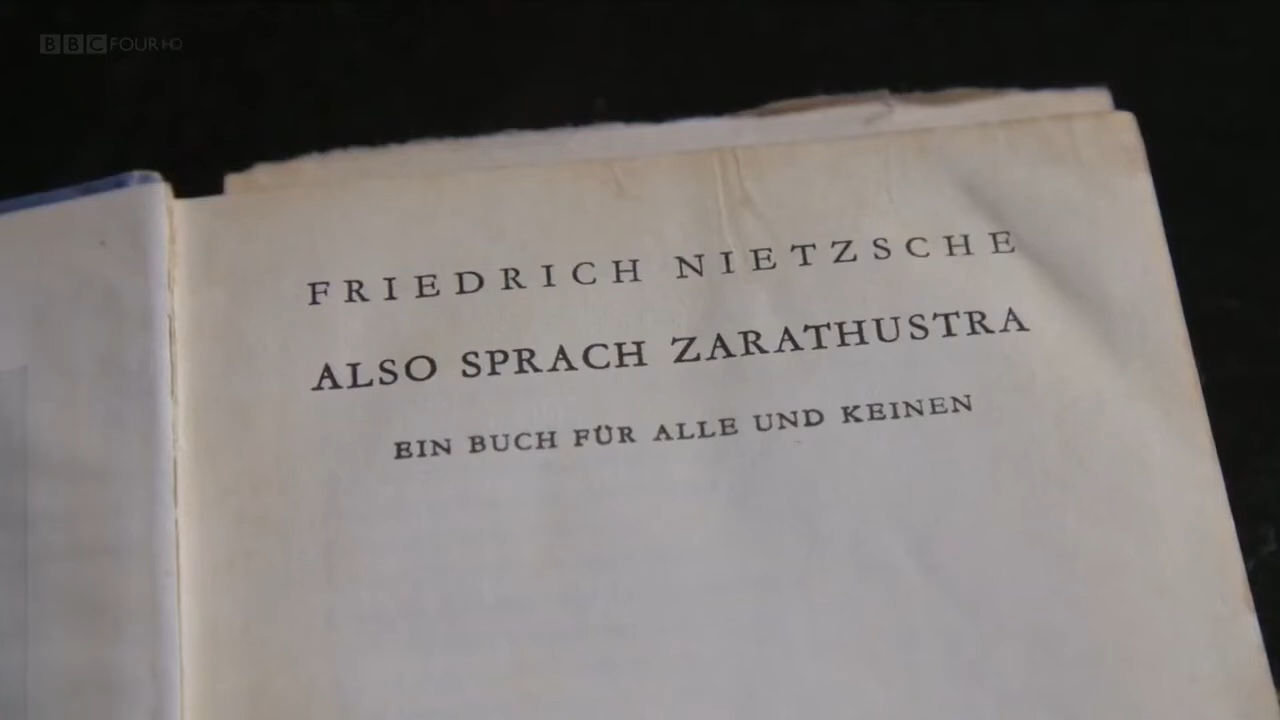 BBC FOUR HD
FRIEDRICH NIETZSCHE
ALSO SPRACH ZARATHUSTRA
EIN BUCH FÜR ALLE UND KEINEN